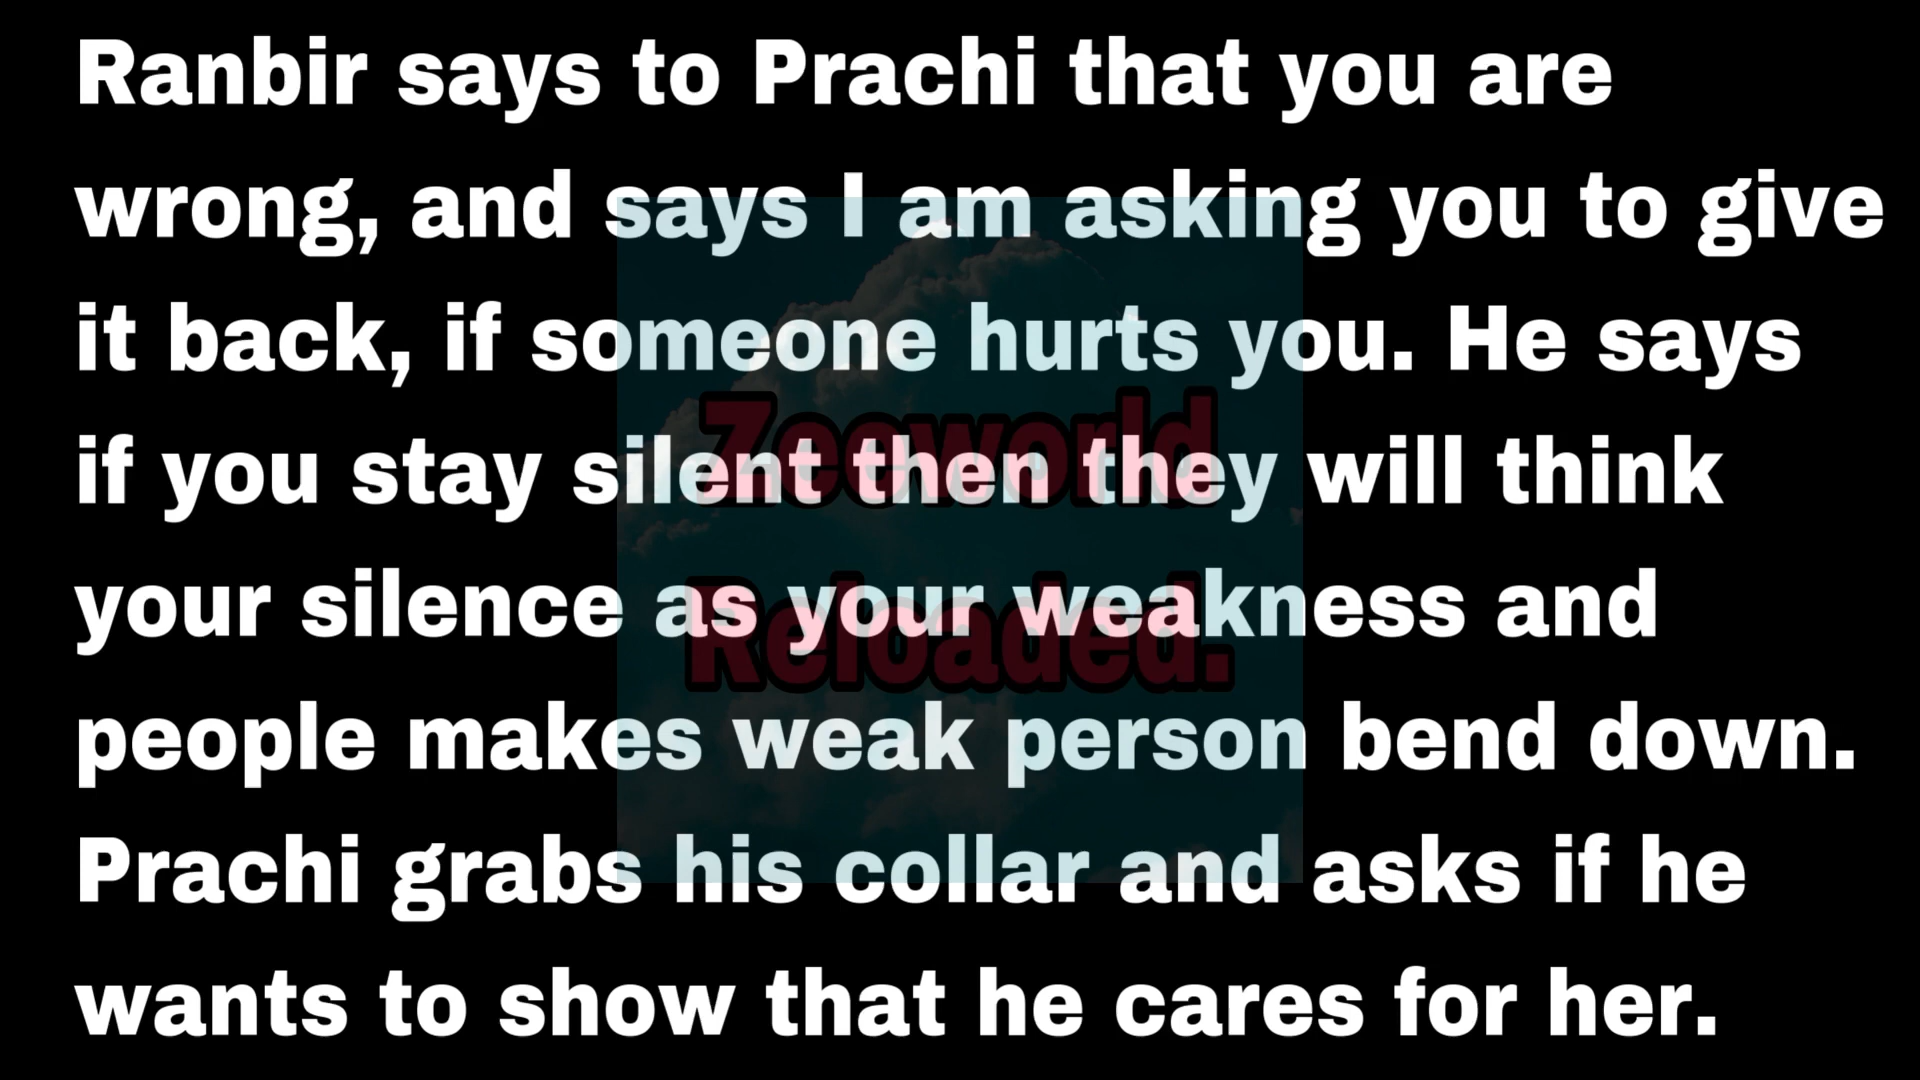 Ranbir says to Prachi that you are
wrong, and says I am asking you to give
it back, if someone hurts you. He says
if you stay silent then they will think
your silence as your weakness and
people makes weak person bend down.
Prachi grabs his collar and asks if he
wants to show that he cares for her.
Zeeworld
Reloaded.